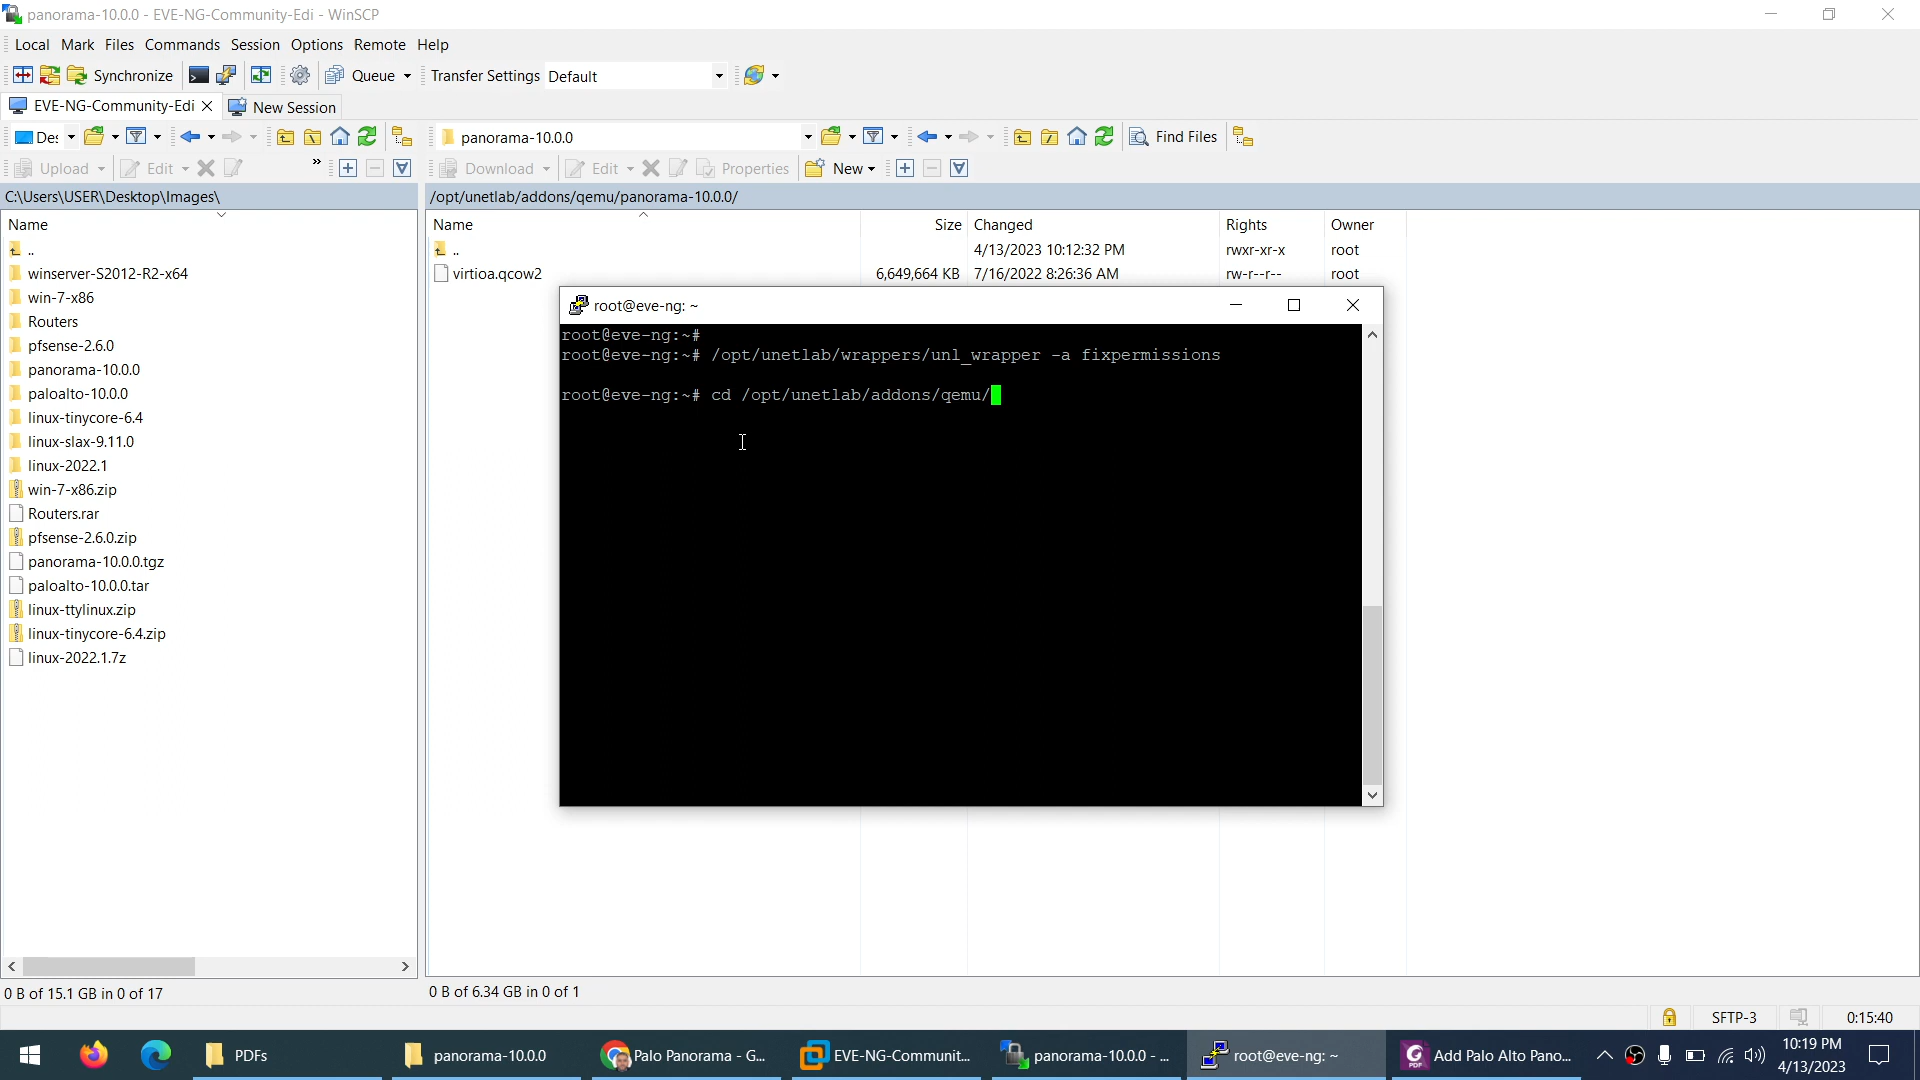 panorama-10.0.0 - EVE-NG-Community-Edi - WinSCP
Local Mark Files Commands Session Options Remote Help
Synchronize Queue Transfer Settings Default
EVE-NG-Community-Edi New Session
Des panorama-10.0.0 Find Files
Upload Edit » Download Edit Properties New
C:\Users\USER\Desktop\Images\ /opt/unetlab/addons/qemu/panorama-10.0.0/
Name Name Size Changed Rights Owner
.. .. 4/13/2023 10:12:32 PM rwxr-xr-x root
winserver-S2012-R2-x64 virtioa.qcow2 6,649,664 KB 7/16/2022 8:26:36 AM rw-r--r-- root
win-7-x86
Routers
pfsense-2.6.0
panorama-10.0.0
paloalto-10.0.0
linux-tinycore-6.4
linux-slax-9.11.0
linux-2022.1
win-7-x86.zip
Routers.rar
pfsense-2.6.0.zip
panorama-10.0.0.tgz
paloalto-10.0.0.tar
linux-ttylinux.zip
linux-tinycore-6.4.zip
linux-2022.1.7z
root@eve-ng: ~
root@eve-ng:~#
root@eve-ng:~# /opt/unetlab/wrappers/unl_wrapper -a fixpermissions
root@eve-ng:~# cd /opt/unetlab/addons/qemu/
0 B of 15.1 GB in 0 of 17 0 B of 6.34 GB in 0 of 1
SFTP-3 0:15:40
PDFs panorama-10.0.0 Palo Panorama - G... EVE-NG-Communit... panorama-10.0.0 - ... root@eve-ng: ~ PDF Add Palo Alto Pano... 10:19 PM
4/13/2023